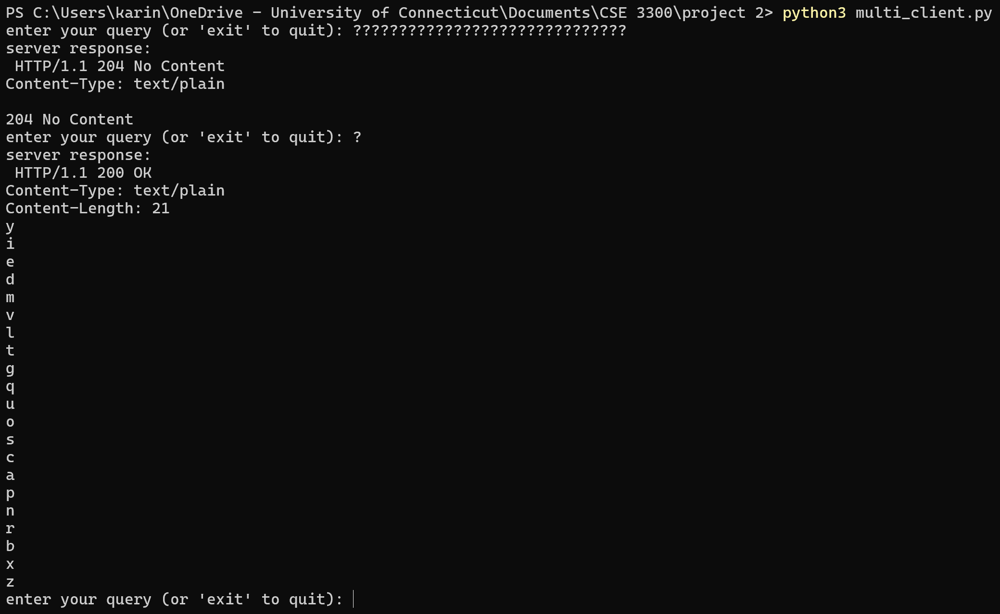 PS C:\Users\karin\OneDrive - University of Connecticut\Documents\CSE 3300\project 2> python3 multi_client.py
enter your query (or 'exit' to quit): ??????????????????????????????
server response:
 HTTP/1.1 204 No Content
Content-Type: text/plain

204 No Content
enter your query (or 'exit' to quit): ?
server response:
 HTTP/1.1 200 OK
Content-Type: text/plain
Content-Length: 21
y
i
e
d
m
v
l
t
g
q
u
o
s
c
a
p
n
r
b
x
z
enter your query (or 'exit' to quit):